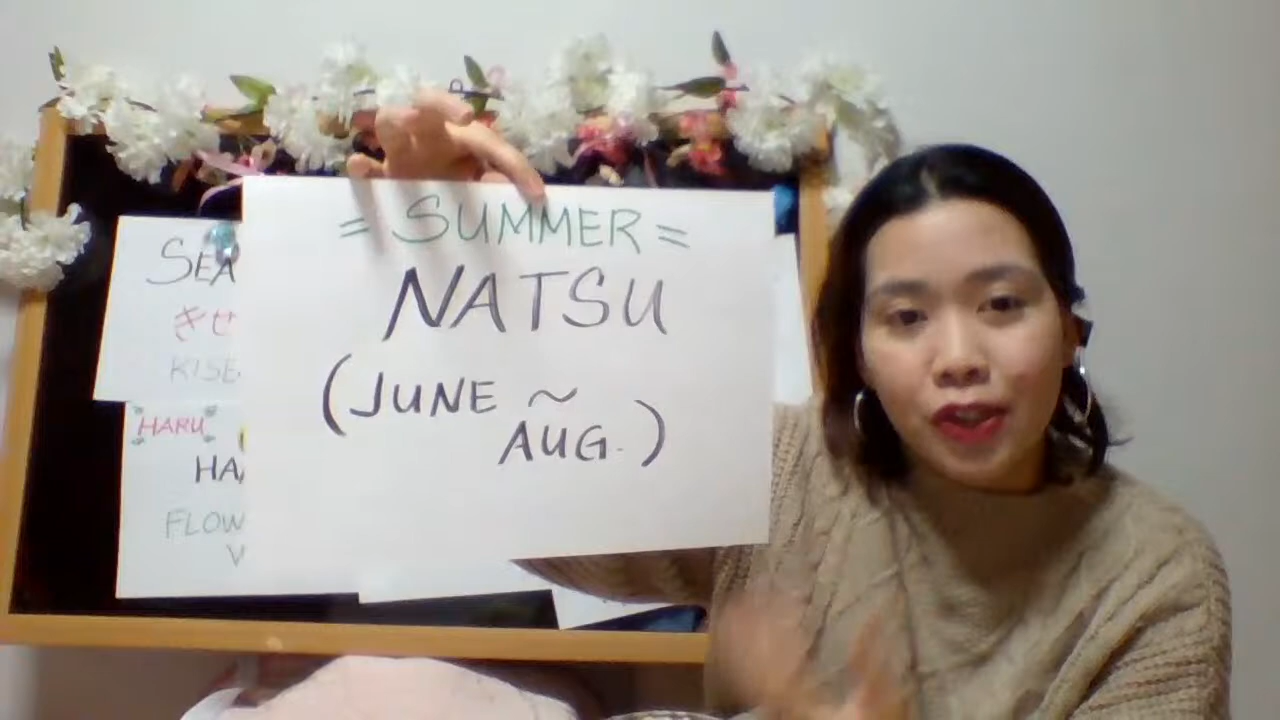 = SUMMER =
NATSU
(JUNE ~
AUG.)
SEA
きせ
KISE
HARU
HA
FLOW